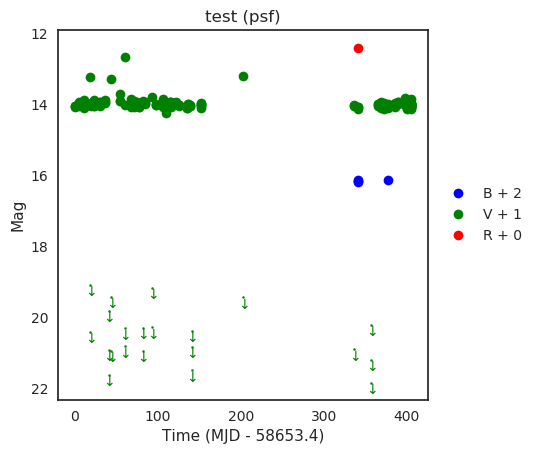 test (psf)
12
14
16
18
20
22
Mag
0
100
200
300
400
Time (MJD - 58653.4)
B + 2
V + 1
R + 0